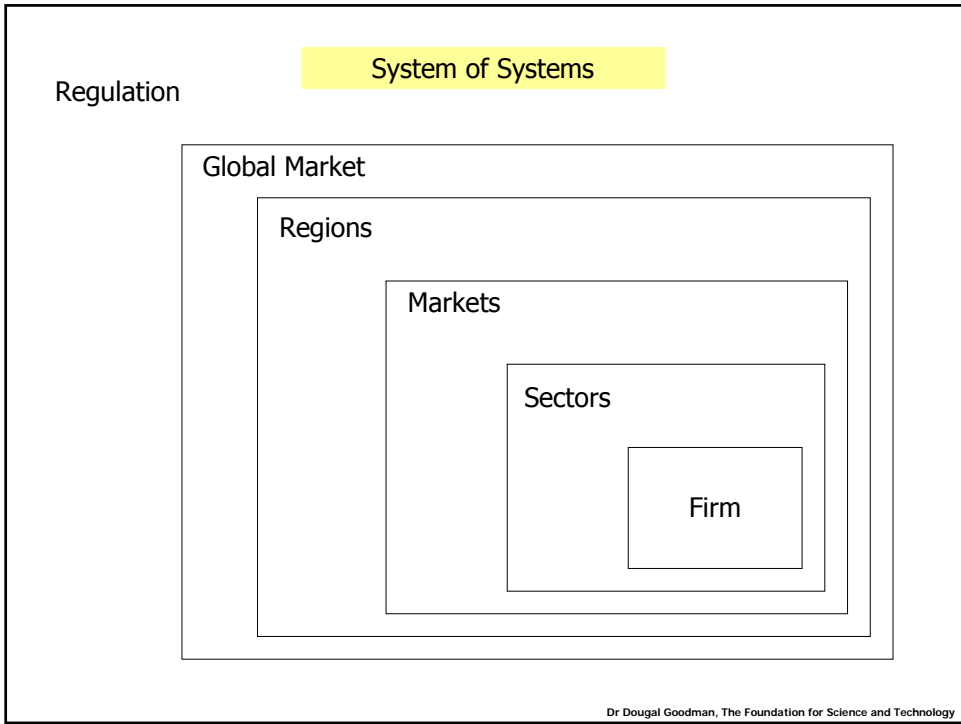 System of Systems
Regulation
Global Market
Regions
Markets
Sectors
Firm
Dr Dougal Goodman, The Foundation for Science and Technology